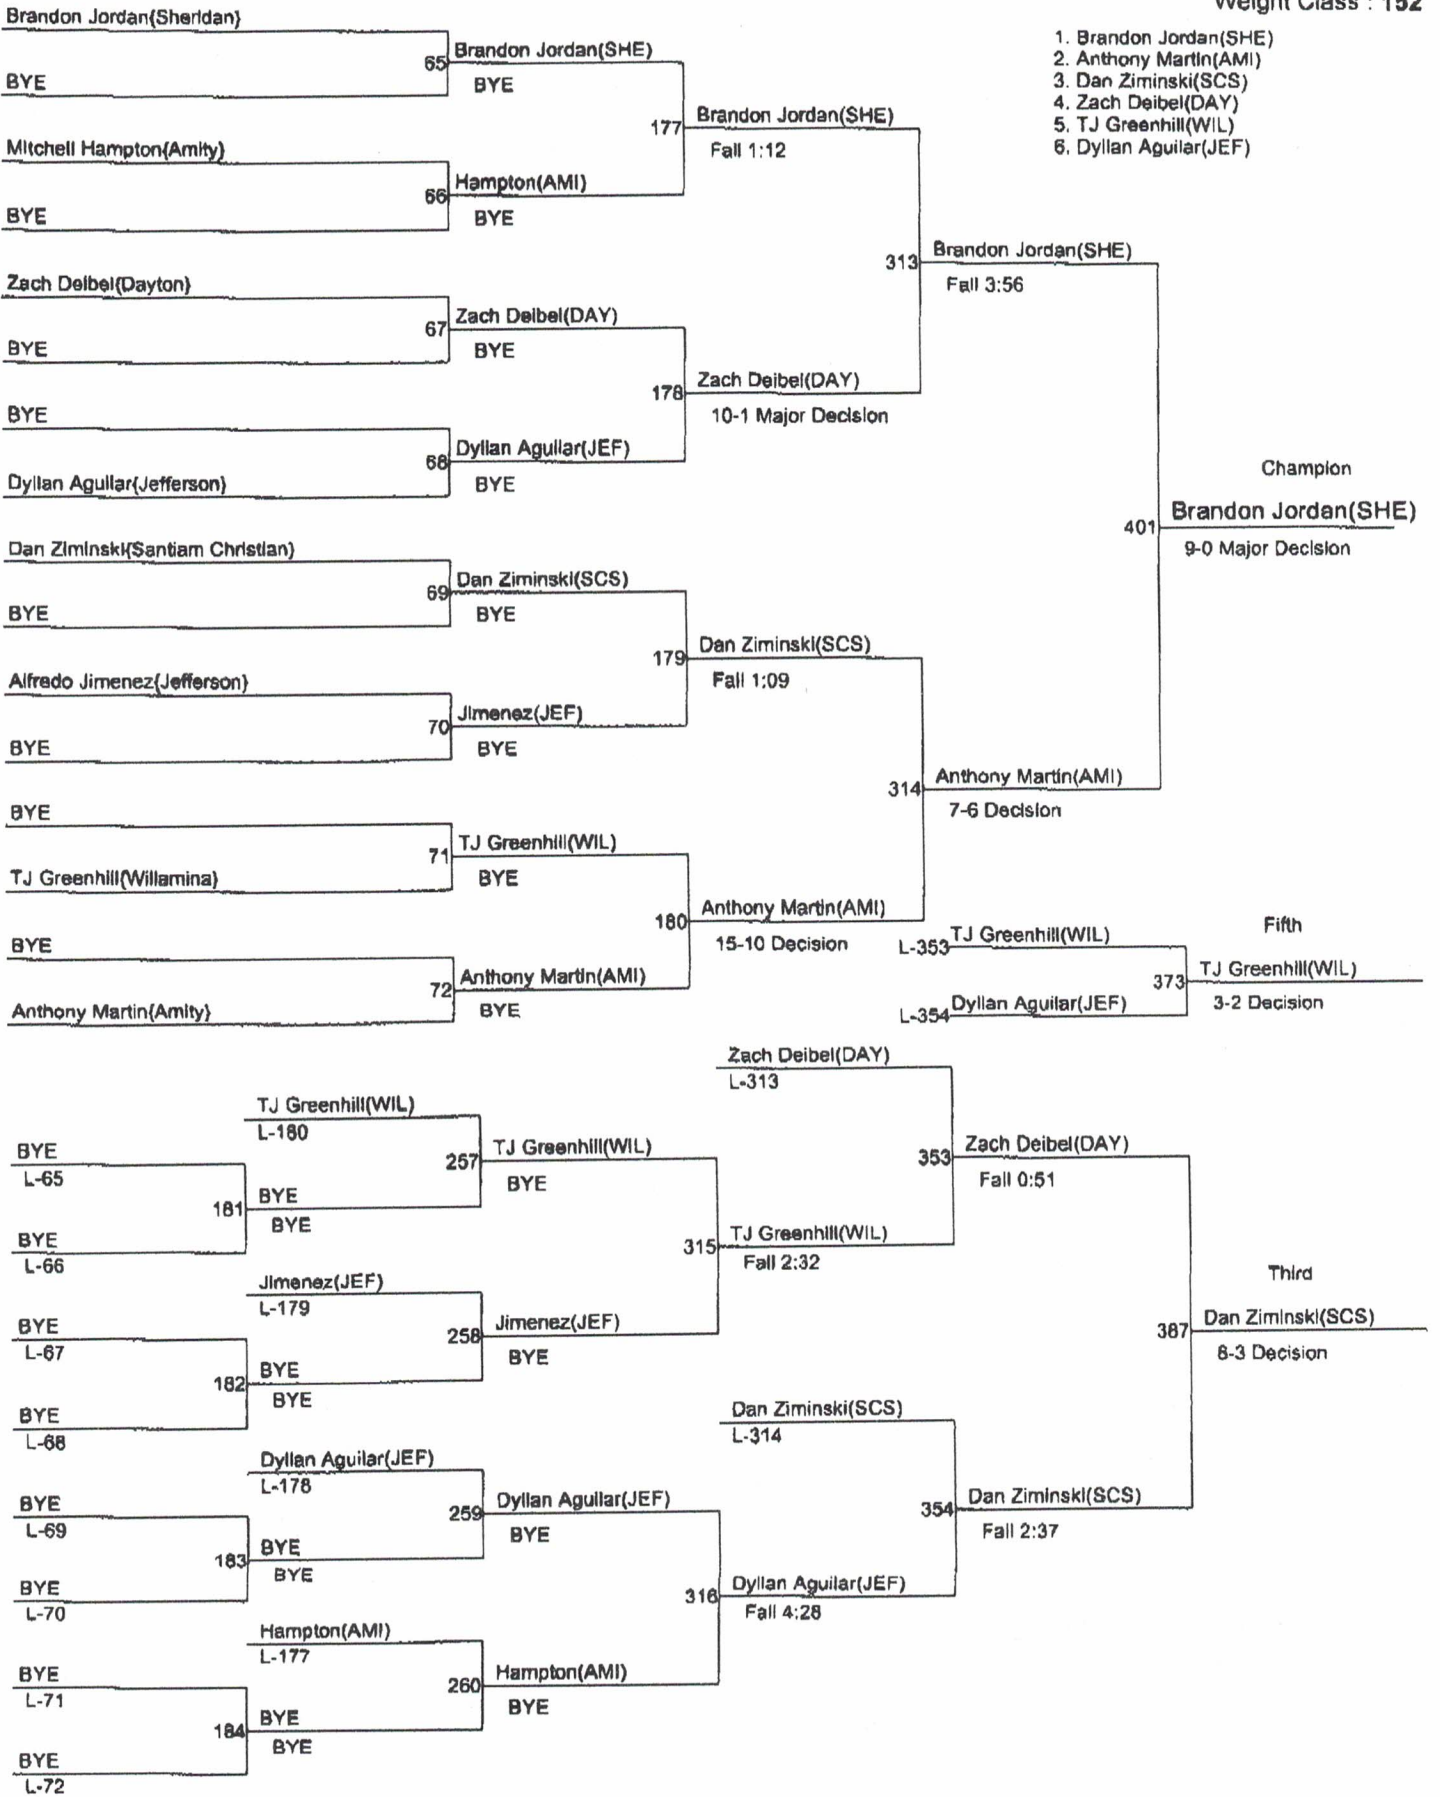 Weight Class : 152
1. Brandon Jordan(SHE)
2. Anthony Martin(AMI)
3. Dan Ziminski(SCS)
4. Zach Deibel(DAY)
5. TJ Greenhill(WIL)
6. Dyllan Aguilar(JEF)
Brandon Jordan(Sheridan)
BYE
65
Brandon Jordan(SHE)
BYE
Mitchell Hampton(Amity)
BYE
66
Hampton(AMI)
BYE
177
Brandon Jordan(SHE)
Fall 1:12
Zach Deibel(Dayton)
BYE
67
Zach Deibel(DAY)
BYE
BYE
Dyllan Aguilar(Jefferson)
68
Dyllan Aguilar(JEF)
BYE
178
Zach Deibel(DAY)
10-1 Major Decision
313
Brandon Jordan(SHE)
Fall 3:56
Dan Ziminski(Santiam Christian)
BYE
69
Dan Ziminski(SCS)
BYE
Alfredo Jimenez(Jefferson)
BYE
70
Jimenez(JEF)
BYE
179
Dan Ziminski(SCS)
Fall 1:09
BYE
TJ Greenhill(Willamina)
71
TJ Greenhill(WIL)
BYE
BYE
Anthony Martin(Amity)
72
Anthony Martin(AMI)
BYE
180
Anthony Martin(AMI)
15-10 Decision
314
Anthony Martin(AMI)
7-6 Decision
Champion
401
Brandon Jordan(SHE)
9-0 Major Decision
Fifth
L-353
TJ Greenhill(WIL)
L-354
Dyllan Aguilar(JEF)
373
TJ Greenhill(WIL)
3-2 Decision
BYE
L-65
BYE
L-66
181
BYE
BYE
TJ Greenhill(WIL)
L-180
257
TJ Greenhill(WIL)
BYE
BYE
L-67
BYE
L-68
182
BYE
BYE
Jimenez(JEF)
L-179
258
Jimenez(JEF)
BYE
315
TJ Greenhill(WIL)
Fall 2:32
Zach Deibel(DAY)
L-313
353
Zach Deibel(DAY)
Fall 0:51
BYE
L-69
BYE
L-70
183
BYE
BYE
Dyllan Aguilar(JEF)
L-178
259
Dyllan Aguilar(JEF)
BYE
BYE
L-71
BYE
L-72
184
BYE
BYE
Hampton(AMI)
L-177
260
Hampton(AMI)
BYE
316
Dyllan Aguilar(JEF)
Fall 4:28
Dan Ziminski(SCS)
L-314
354
Dan Ziminski(SCS)
Fall 2:37
Third
387
Dan Ziminski(SCS)
8-3 Decision